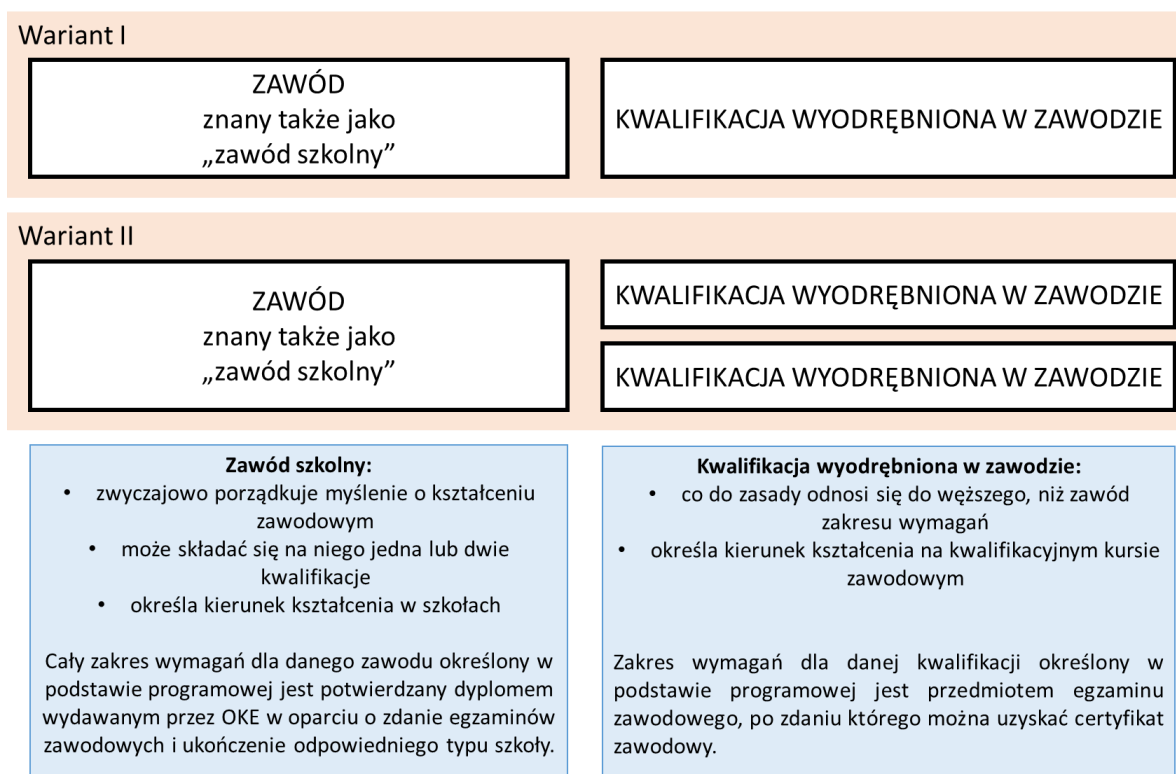 Wariant I
ZAWÓD
znany także jako
„zawód szkolny”
KWALIFIKACJA WYODRĘBNIONA W ZAWODZIE
Wariant II
ZAWÓD
znany także jako
„zawód szkolny”
KWALIFIKACJA WYODRĘBNIONA W ZAWODZIE
KWALIFIKACJA WYODRĘBNIONA W ZAWODZIE
Zawód szkolny:
• zwyczajowo porządkuje myślenie o kształceniu
zawodowym
• może składać się na niego jedna lub dwie
kwalifikacje
• określa kierunek kształcenia w szkołach
Cały zakres wymagań dla danego zawodu określony w
podstawie programowej jest potwierdzany dyplomem
wydawanym przez OKE w oparciu o zdanie egzaminów
zawodowych i ukończenie odpowiedniego typu szkoły.
Kwalifikacja wyodrębniona w zawodzie:
• co do zasady odnosi się do węższego, niż zawód
zakresu wymagań
• określa kierunek kształcenia na kwalifikacyjnym kursie
zawodowym
Zakres wymagań dla danej kwalifikacji określony w
podstawie programowej jest przedmiotem egzaminu
zawodowego, po zdaniu którego można uzyskać certyfikat
zawodowy.